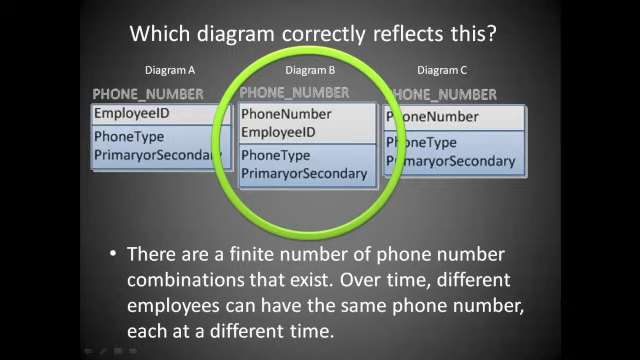 Which diagram correctly reflects this?
Diagram A
Diagram B
Diagram C
PHONE_NUMBER
EmployeeID
PhoneType
PrimaryorSecondary
PHONE_NUMBER
PhoneNumber
EmployeeID
PhoneType
PrimaryorSecondary
PHONE_NUMBER
PhoneNumber
PhoneType
PrimaryorSecondary
• There are a finite number of phone number
combinations that exist. Over time, different
employees can have the same phone number,
each at a different time.